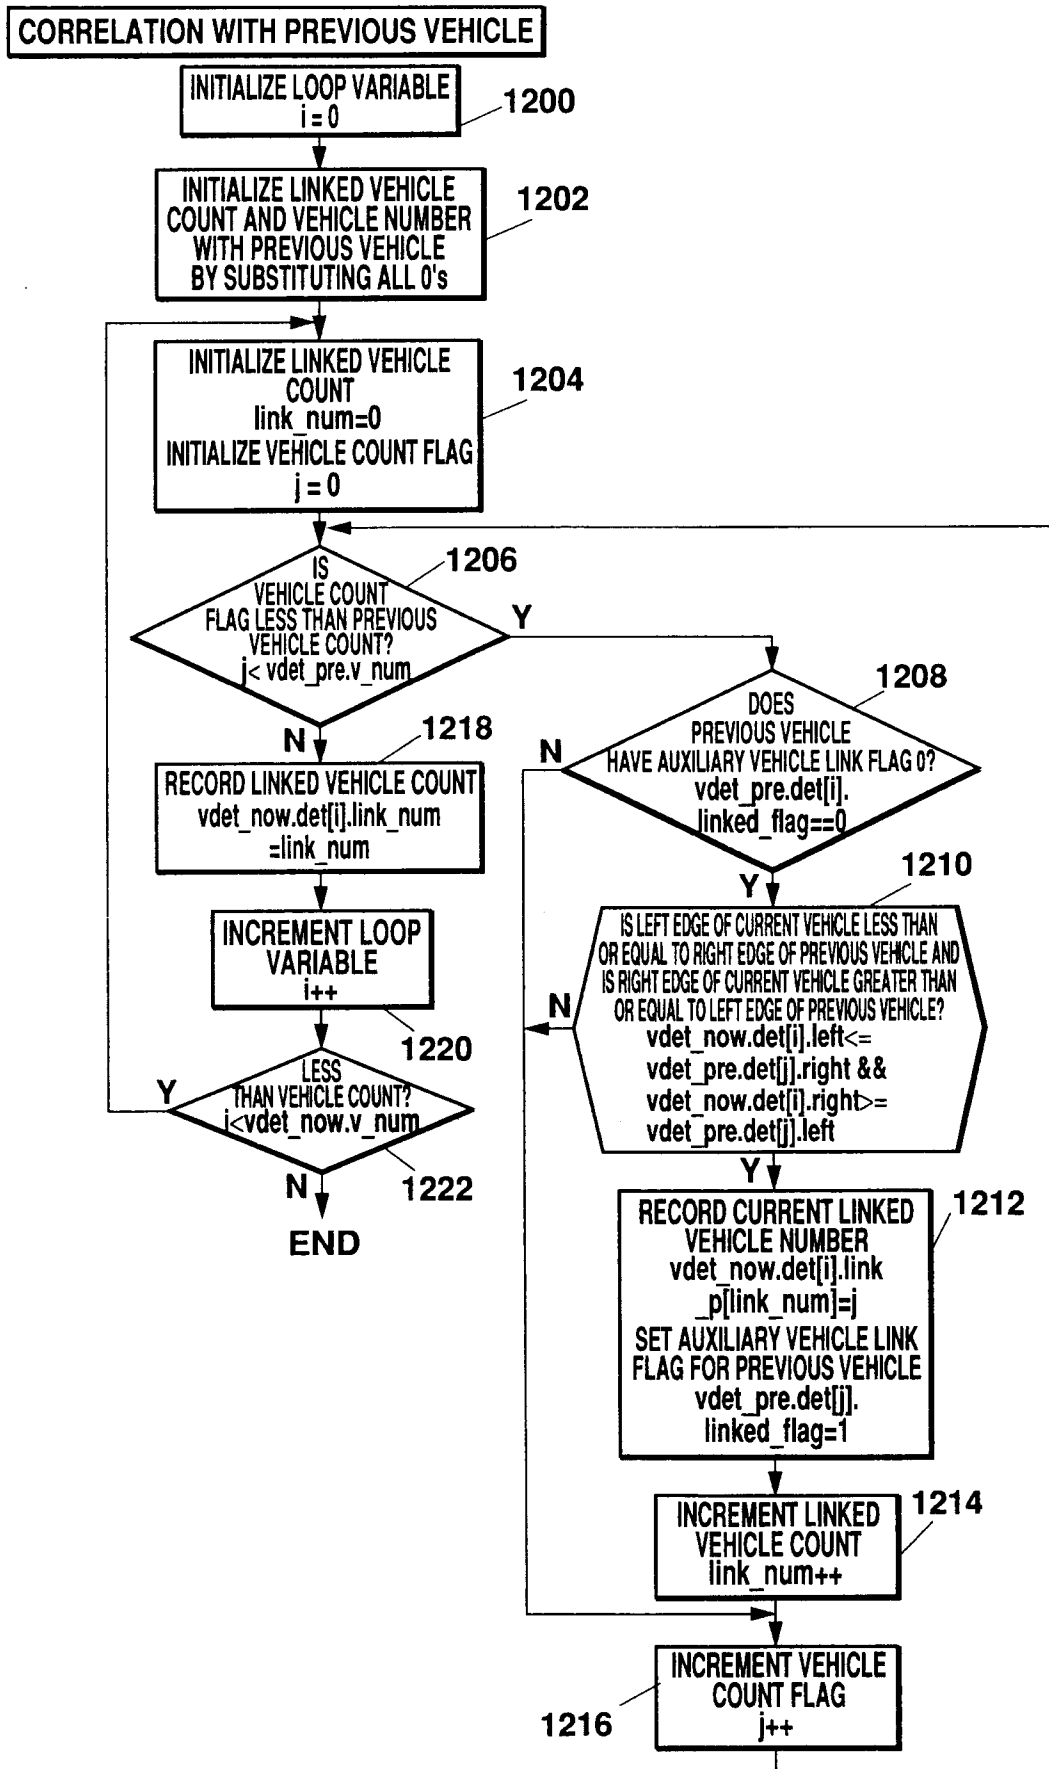 CORRELATION WITH PREVIOUS VEHICLE
INITIALIZE LOOP VARIABLE
i = 0
1200
INITIALIZE LINKED VEHICLE
COUNT AND VEHICLE NUMBER
WITH PREVIOUS VEHICLE
BY SUBSTITUTING ALL 0's
1202
INITIALIZE LINKED VEHICLE
COUNT
link_num=0
INITIALIZE VEHICLE COUNT FLAG
j = 0
1204
IS
VEHICLE COUNT
FLAG LESS THAN PREVIOUS
VEHICLE COUNT?
j< vdet_pre.v_num
1206
Y
N
1218
RECORD LINKED VEHICLE COUNT
vdet_now.det[i].link_num
=link_num
INCREMENT LOOP
VARIABLE
i++
1220
LESS
THAN VEHICLE COUNT?
i<vdet_now.v_num
Y
1222
N
END
1208
DOES
PREVIOUS VEHICLE
HAVE AUXILIARY VEHICLE LINK FLAG 0?
vdet_pre.det[i].
linked_flag==0
N
Y
1210
IS LEFT EDGE OF CURRENT VEHICLE LESS THAN
OR EQUAL TO RIGHT EDGE OF PREVIOUS VEHICLE AND
IS RIGHT EDGE OF CURRENT VEHICLE GREATER THAN
OR EQUAL TO LEFT EDGE OF PREVIOUS VEHICLE?
vdet_now.det[i].left<=
vdet_pre.det[j].right &&
vdet_now.det[i].right>=
vdet_pre.det[j].left
N
Y
1212
RECORD CURRENT LINKED
VEHICLE NUMBER
vdet_now.det[i].link
_p[link_num]=j
SET AUXILIARY VEHICLE LINK
FLAG FOR PREVIOUS VEHICLE
vdet_pre.det[j].
linked_flag=1
1214
INCREMENT LINKED
VEHICLE COUNT
link_num++
INCREMENT VEHICLE
COUNT FLAG
j++
1216